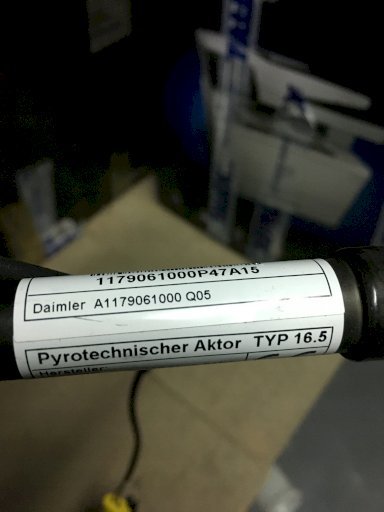 1179061000P47A15
Daimler A1179061000 Q05
Pyrotechnischer Aktor TYP 16.5
Hersteller: